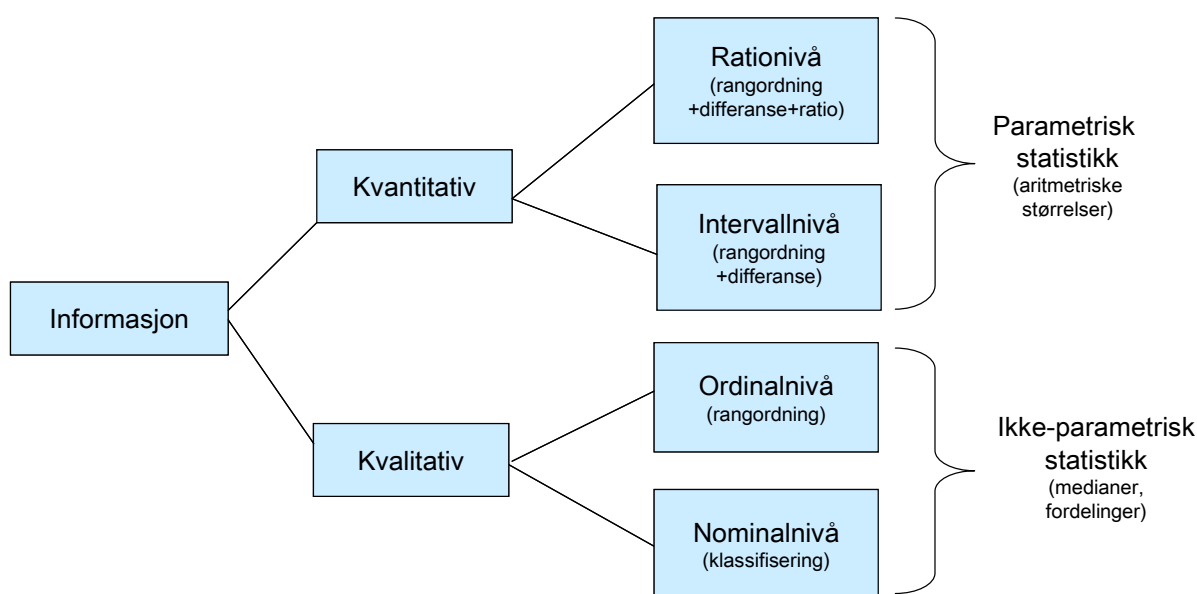 Informasjon
Kvantitativ
Kvalitativ
Rationivå
(rangordning
+differanse+ratio)
Intervallnivå
(rangordning
+differanse)
Ordinalnivå
(rangordning)
Nominalnivå
(klassifisering)
Parametrisk
statistikk
(aritmetriske
størrelser)
Ikke-parametrisk
statistikk
(medianer,
fordelinger)